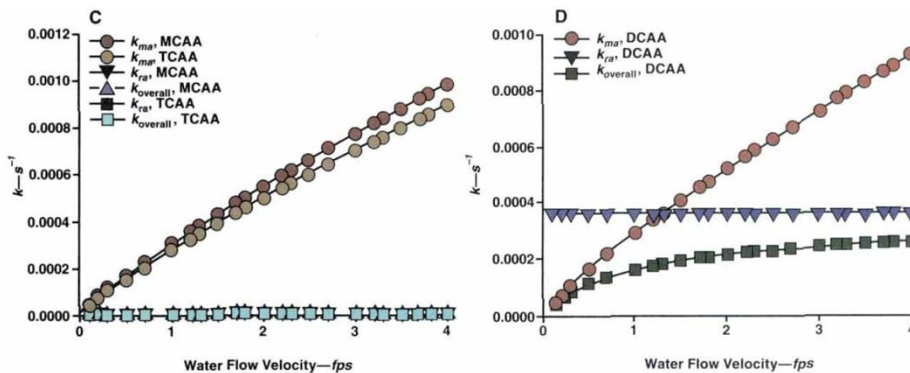 C
k_ma, MCAA
k_ma, TCAA
k_ra, MCAA
k_overall, MCAA
k_ra, TCAA
k_overall, TCAA
0.0012
0.0010
0.0008
0.0006
0.0004
0.0002
0.0000
k—s⁻¹
0 1 2 3 4
Water Flow Velocity—fps
D
k_ma, DCAA
k_ra, DCAA
k_overall, DCAA
0.0010
0.0008
0.0006
0.0004
0.0002
0.0000
k—s⁻¹
0 1 2 3 4
Water Flow Velocity—fps